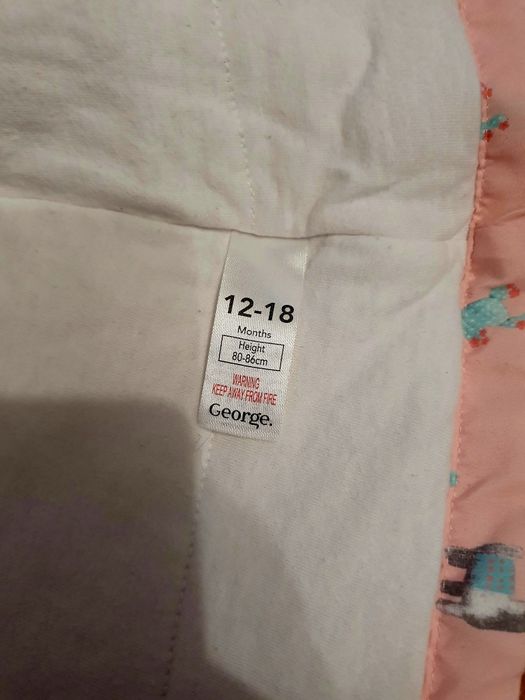 12-18
Months
Height
80-86cm
WARNING
KEEP AWAY FROM FIRE
George.